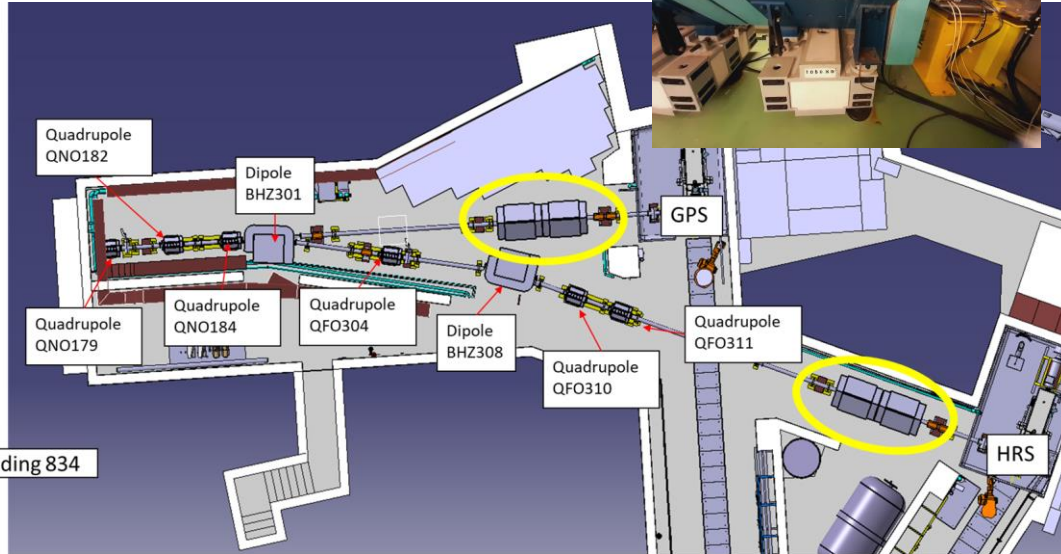 Quadrupole
QNO182
Dipole
BHZ301
GPS
Quadrupole
QNO179
Quadrupole
QNO184
Quadrupole
QFO304
Dipole
BHZ308
Quadrupole
QFO310
Quadrupole
QFO311
HRS
ding 834